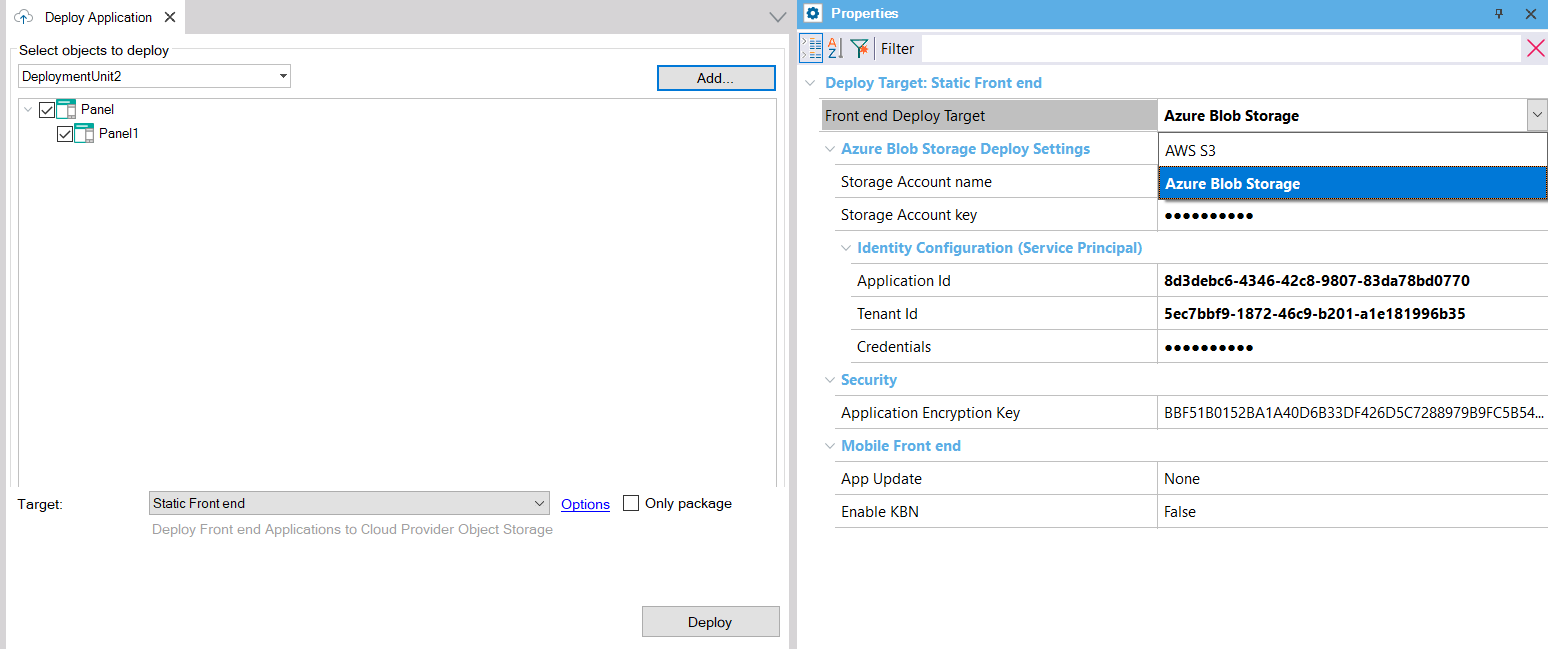 Deploy Application
Select objects to deploy
DeploymentUnit2
Add...
Panel
Panel1
Target:
Static Front end
Options
Only package
Deploy Front end Applications to Cloud Provider Object Storage
Deploy
Properties
Filter
Deploy Target: Static Front end
Front end Deploy Target
Azure Blob Storage
AWS S3
Azure Blob Storage
Azure Blob Storage Deploy Settings
Storage Account name
Storage Account key
●●●●●●●●●●
Identity Configuration (Service Principal)
Application Id
8d3debc6-4346-42c8-9807-83da78bd0770
Tenant Id
5ec7bbf9-1872-46c9-b201-a1e181996b35
Credentials
●●●●●●●●●●
Security
Application Encryption Key
BBF51B0152BA1A40D6B33DF426D5C7288979B9FC5B54...
Mobile Front end
App Update
None
Enable KBN
False